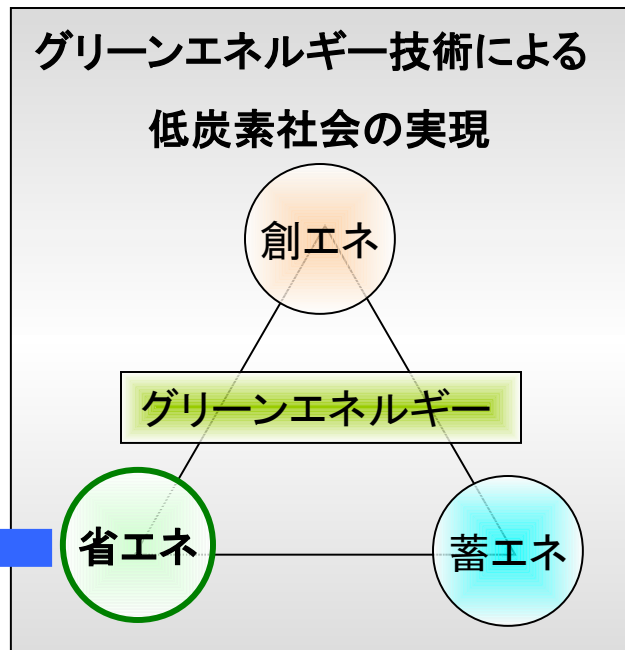 グリーンエネルギー技術による
低炭素社会の実現
創エネ
グリーンエネルギー
省エネ
蓄エネ